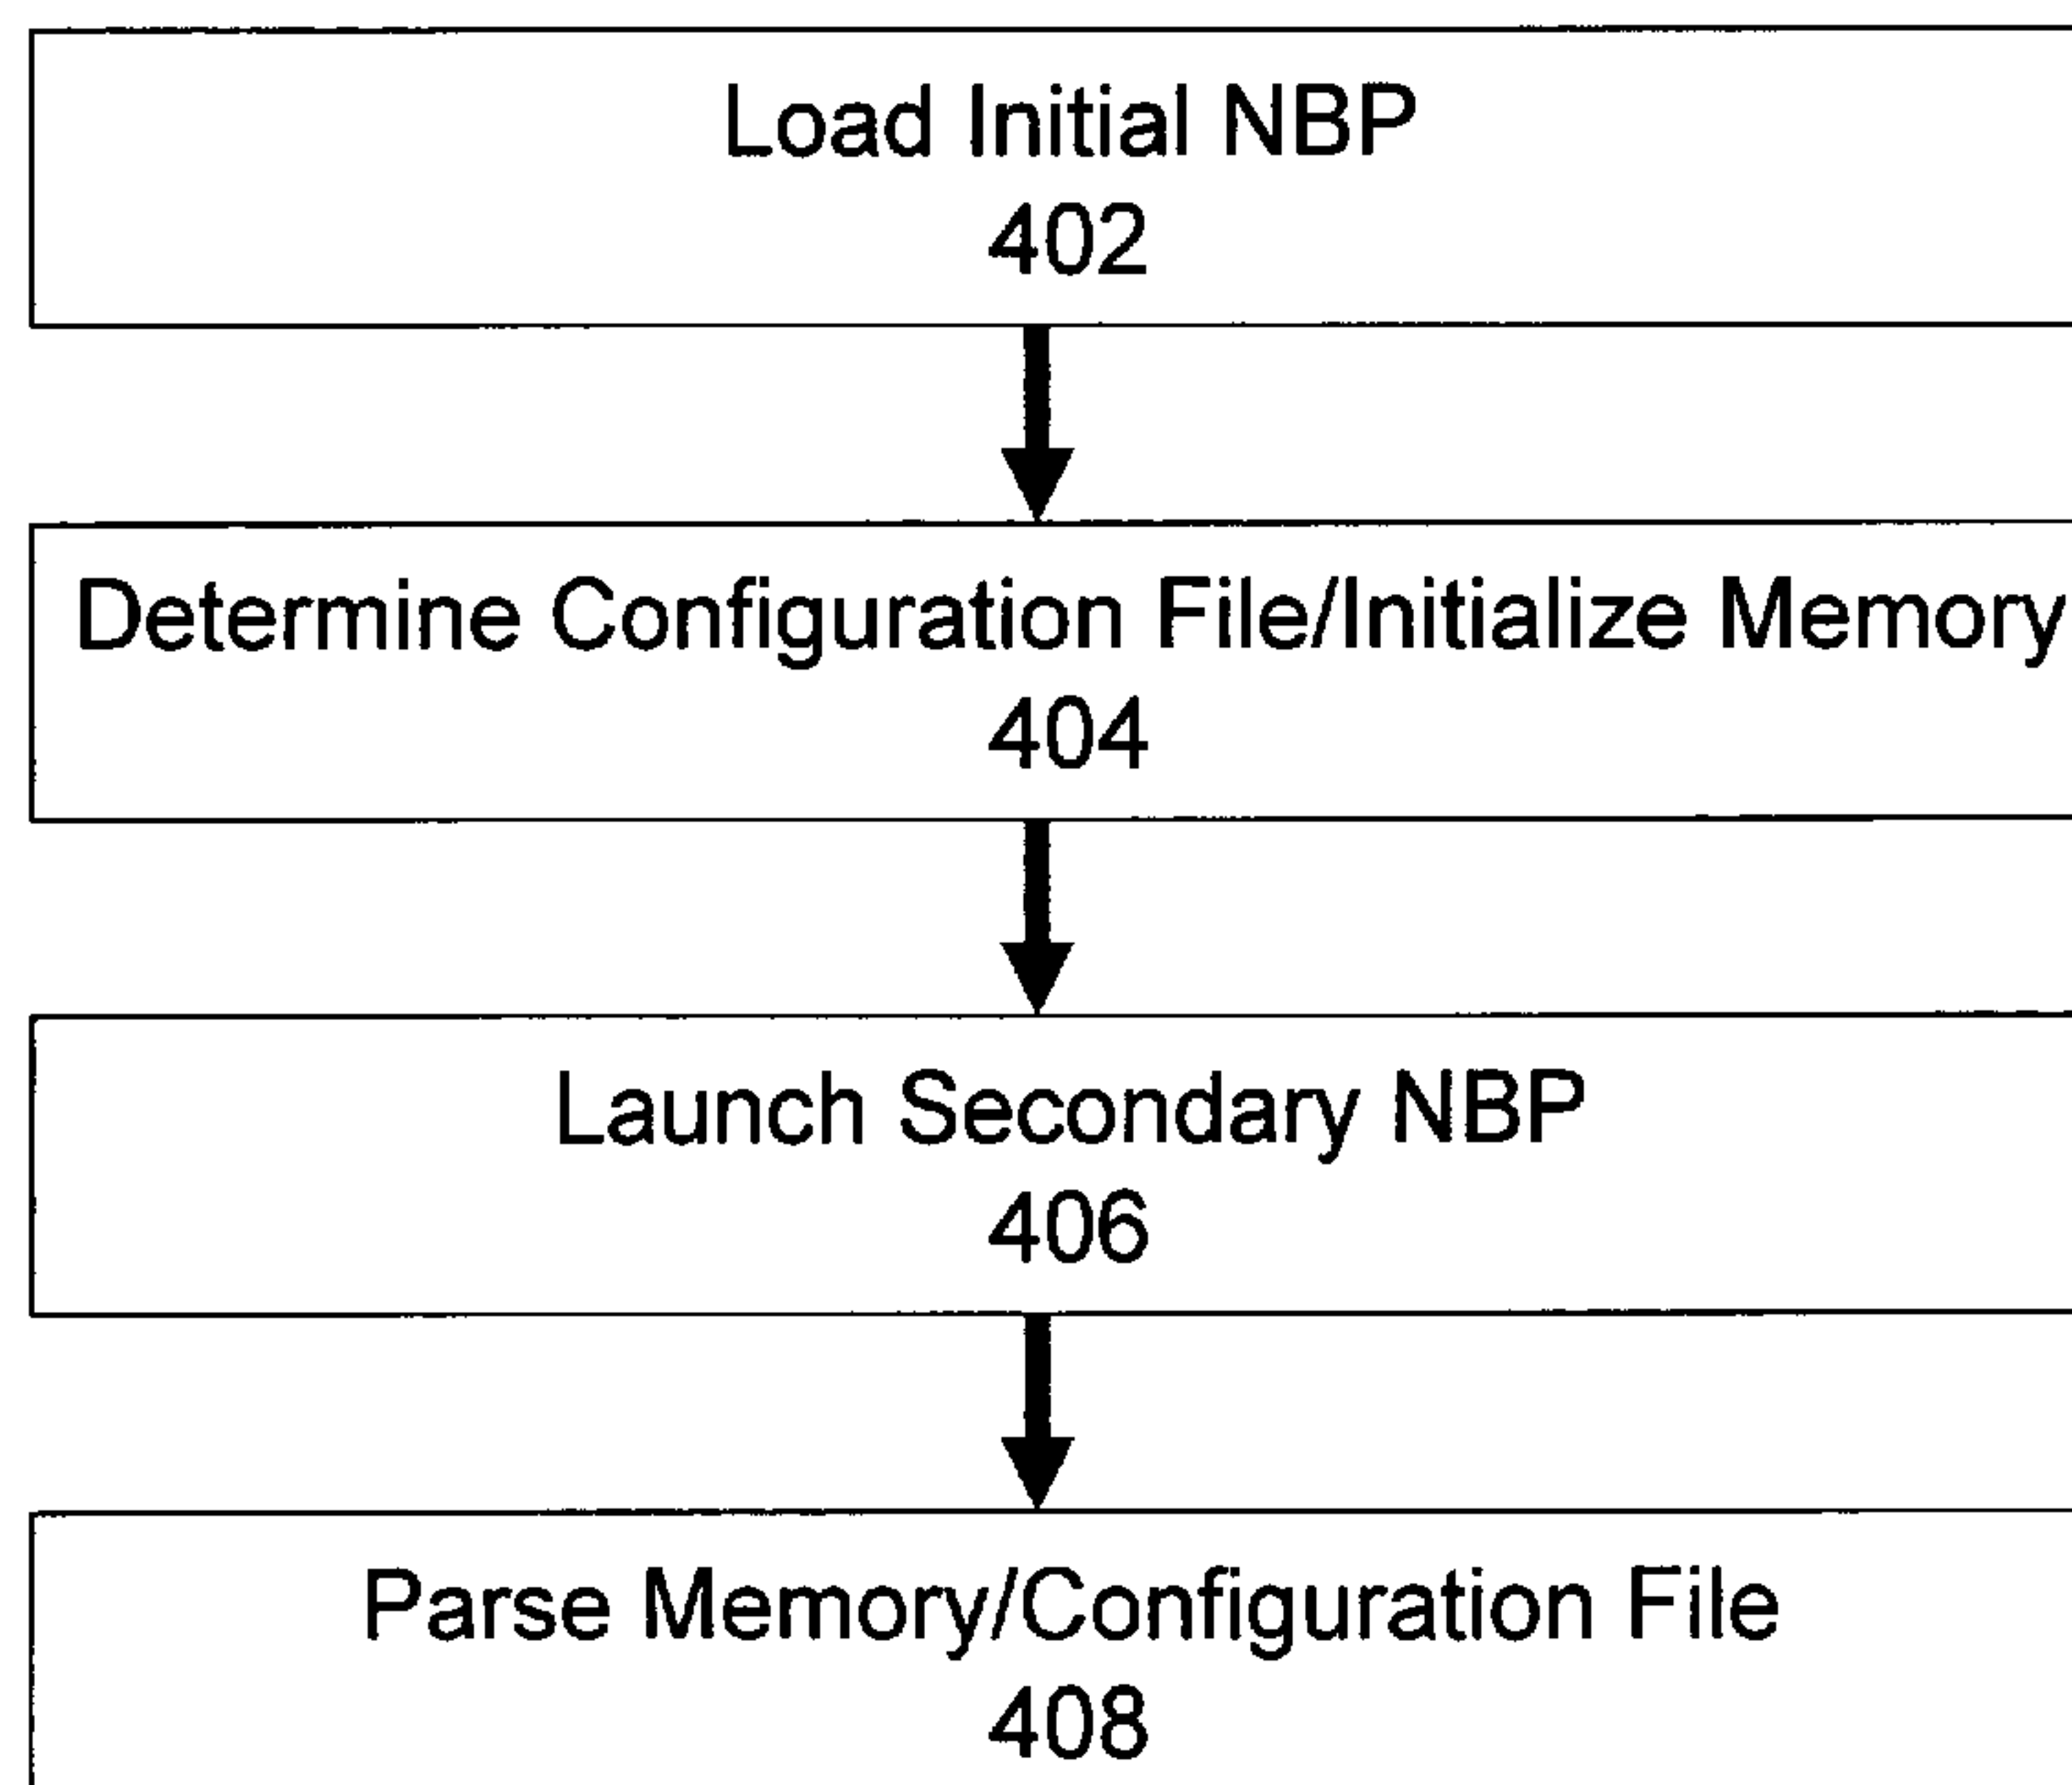 Load Initial NBP
402
Determine Configuration File/Initialize Memory
404
Launch Secondary NBP
406
Parse Memory/Configuration File
408